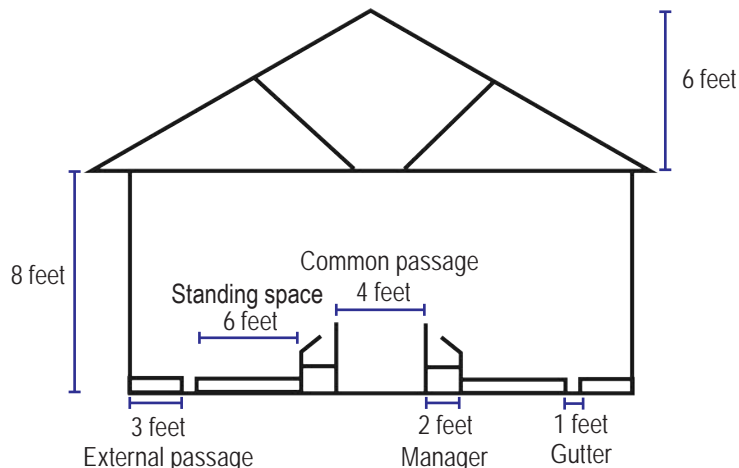 6 feet
8 feet
Common passage
4 feet
Standing space
6 feet
3 feet
External passage
2 feet
Manager
1 feet
Gutter